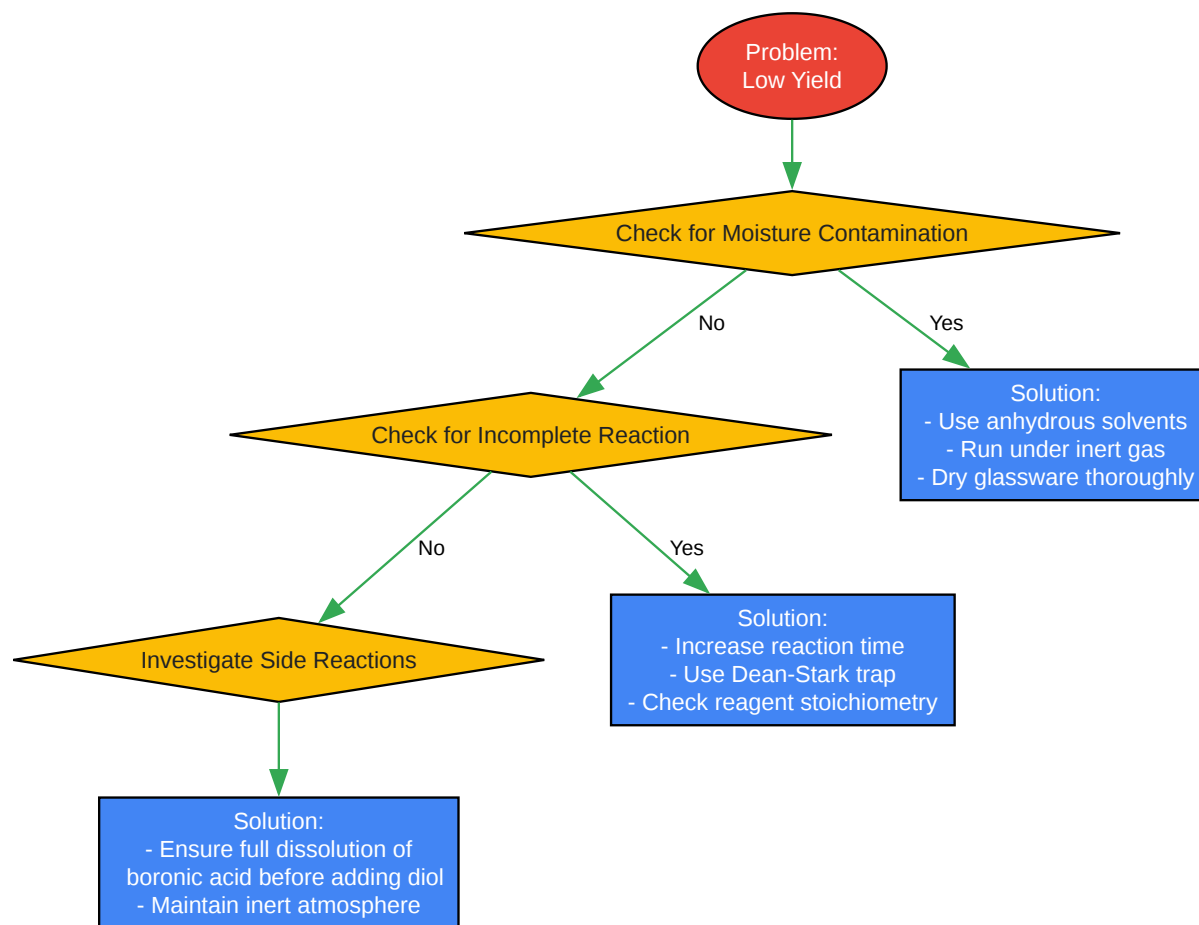 Problem:
Low Yield
Check for Moisture Contamination
No
Yes
Solution:
- Use anhydrous solvents
- Run under inert gas
- Dry glassware thoroughly
Check for Incomplete Reaction
No
Yes
Solution:
- Increase reaction time
- Use Dean-Stark trap
- Check reagent stoichiometry
Investigate Side Reactions
Solution:
- Ensure full dissolution of
boronic acid before adding diol
- Maintain inert atmosphere